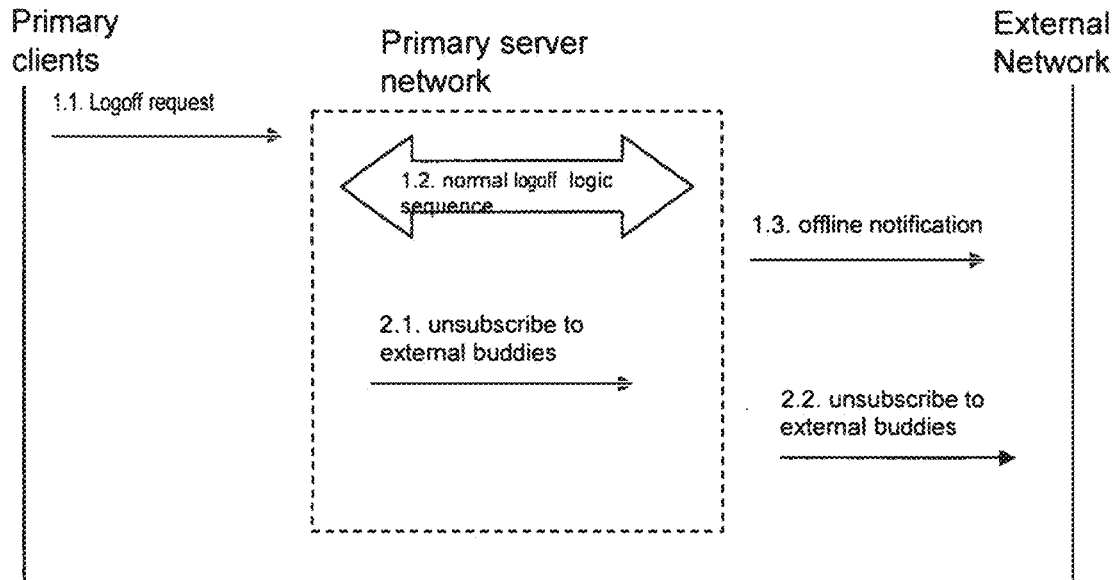 Primary
clients
Primary server
network
External
Network
1.1. Logoff request
1.2. normal logoff logic
sequence
1.3. offline notification
2.1. unsubscribe to
external buddies
2.2. unsubscribe to
external buddies